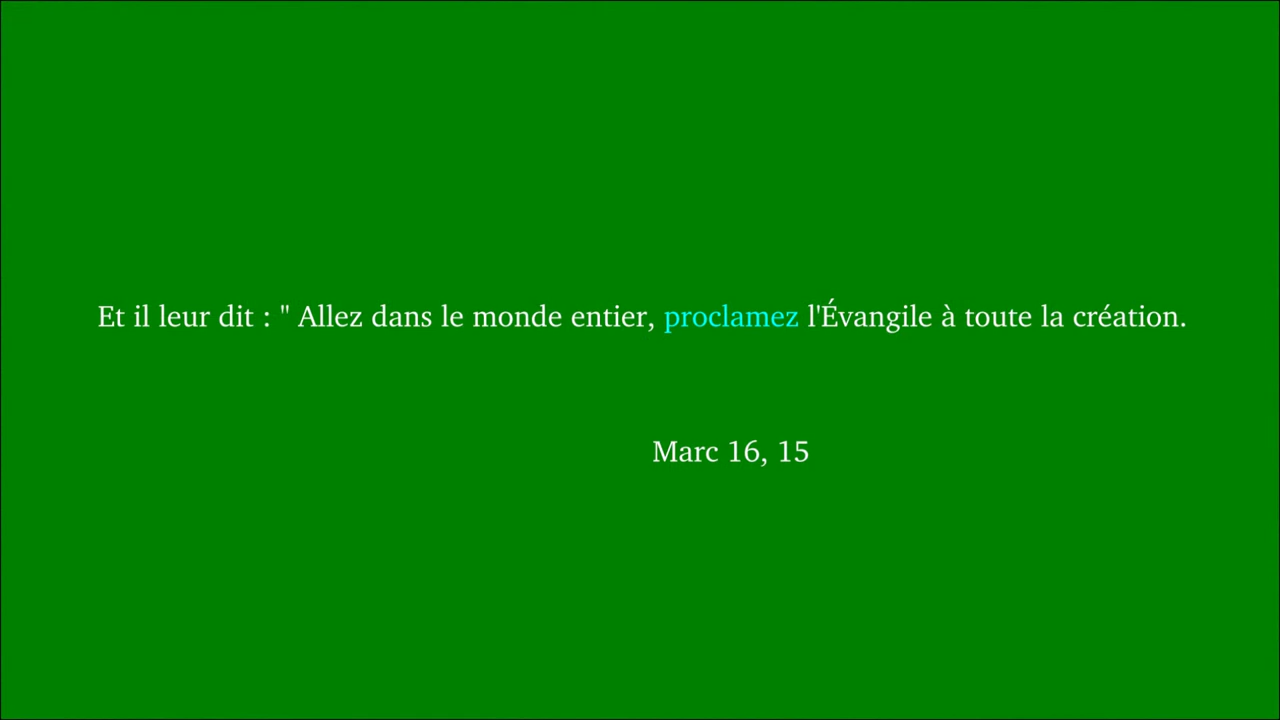 Et il leur dit : " Allez dans le monde entier, proclamez l'Évangile à toute la création.
Marc 16, 15